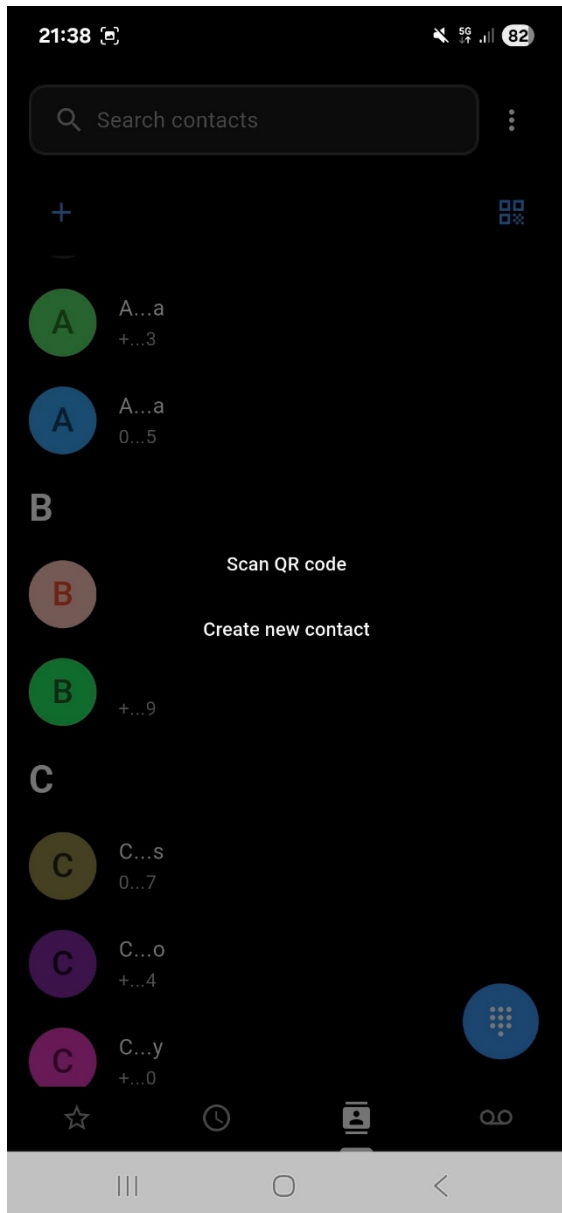 21:38
5G
82
Search contacts
A
A...a
+...3
A
A...a
0...5
B
B
Scan QR code
Create new contact
B
+...9
C
C
C...s
0...7
C
C...o
+...4
C
C...y
+...0